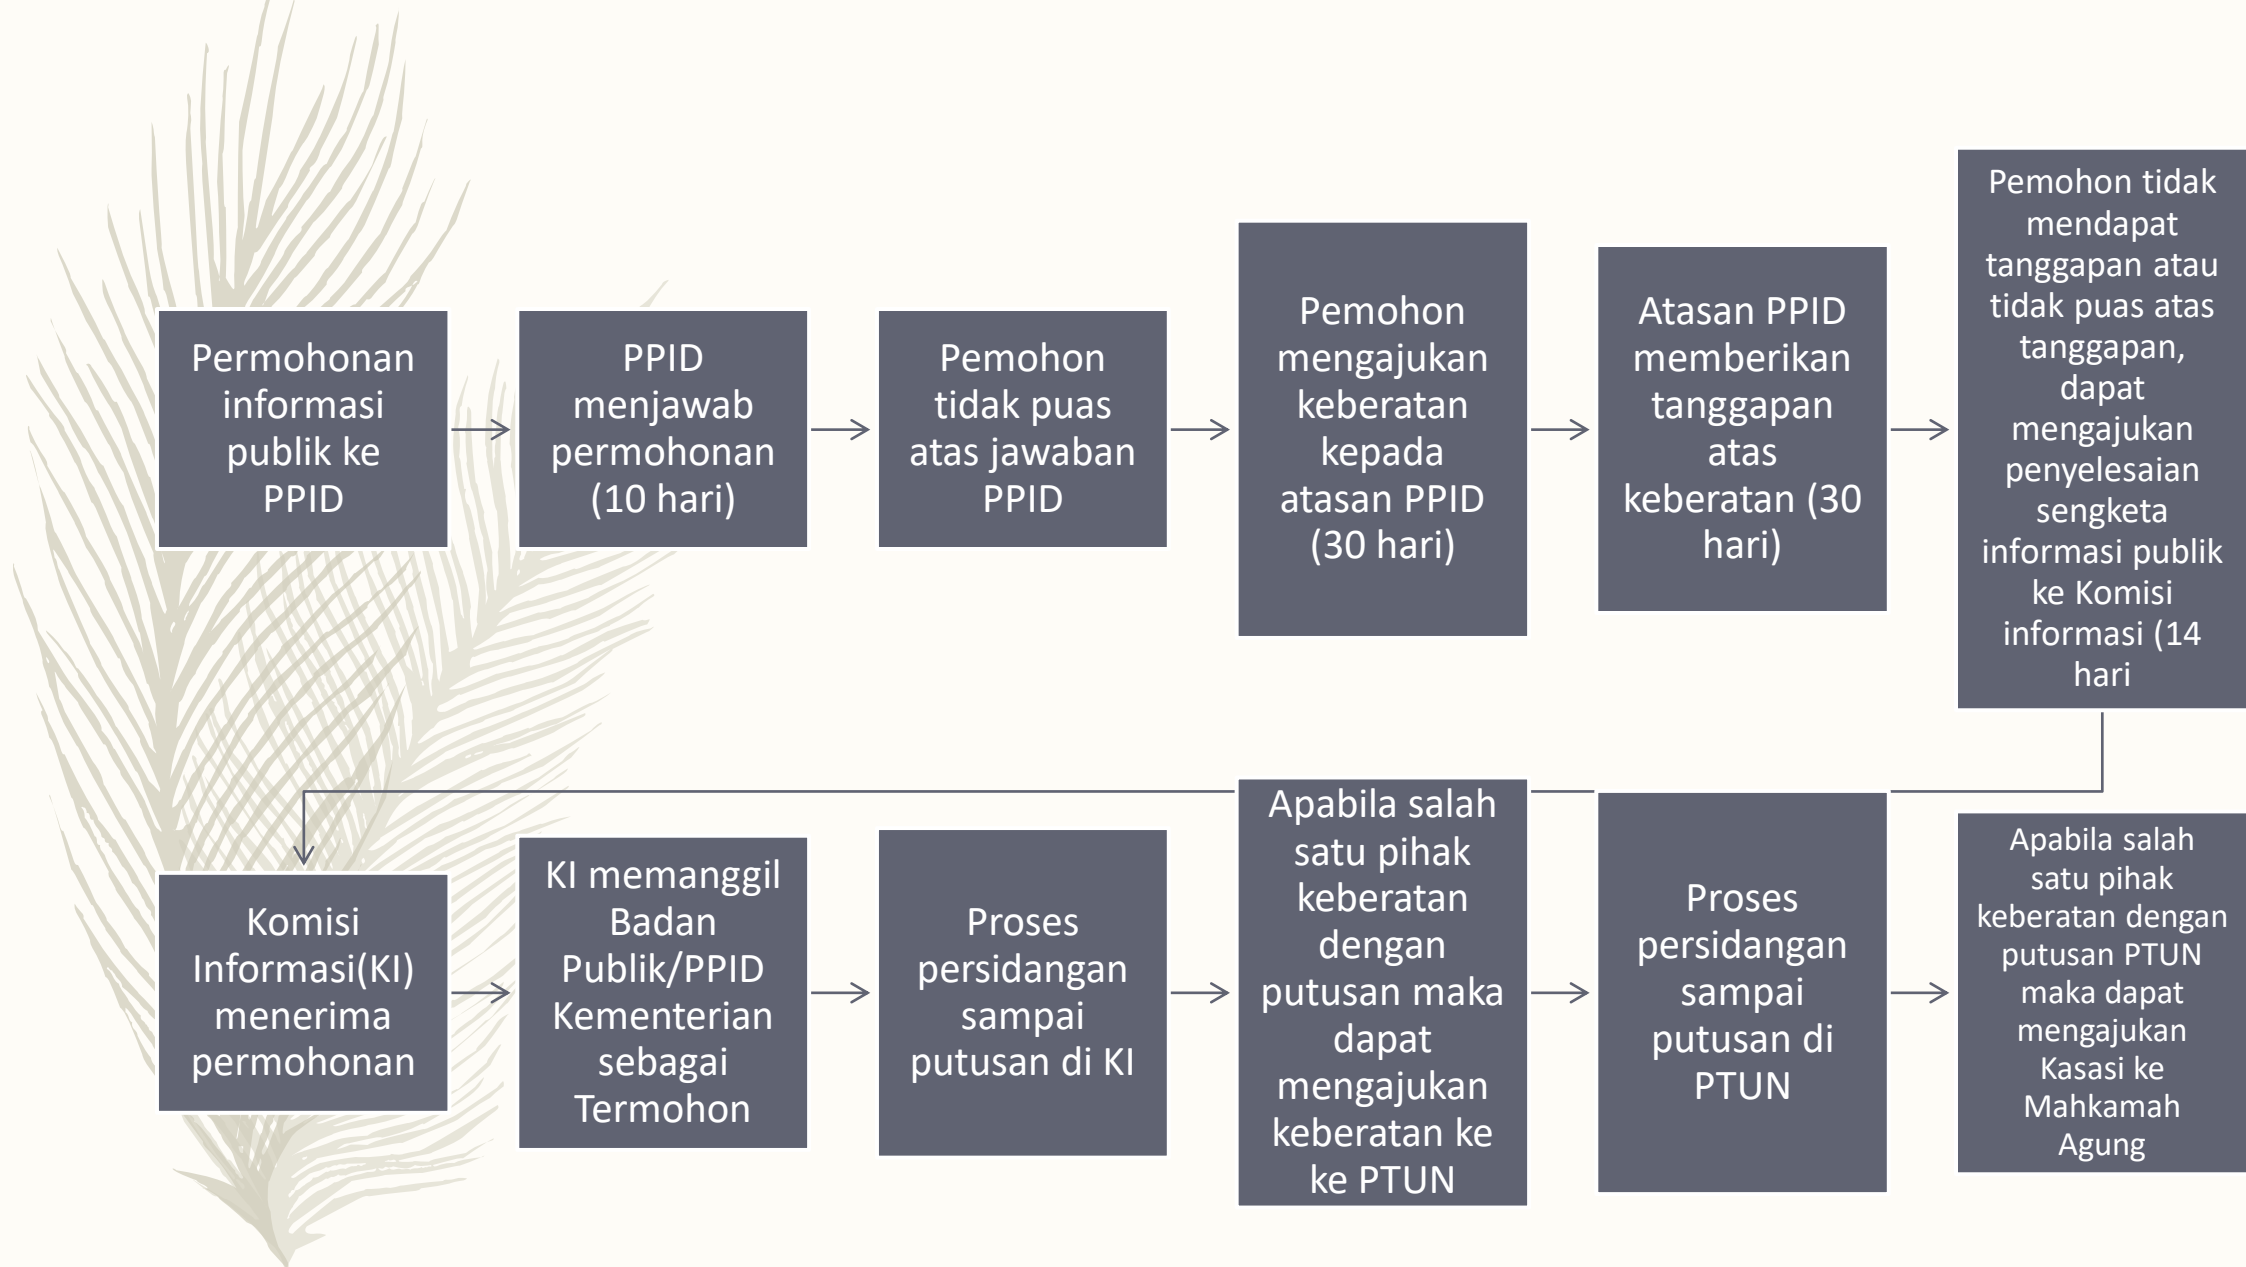 Permohonan
informasi
publik ke
PPID
PPID
menjawab
permohonan
(10 hari)
Pemohon
tidak puas
atas jawaban
PPID
Pemohon
mengajukan
keberatan
kepada
atasan PPID
(30 hari)
Atasan PPID
memberikan
tanggapan
atas
keberatan (30
hari)
Pemohon tidak
mendapat
tanggapan atau
tidak puas atas
tanggapan,
dapat
mengajukan
penyelesaian
sengketa
informasi publik
ke Komisi
informasi (14
hari
Komisi
Informasi(KI)
menerima
permohonan
KI memanggil
Badan
Publik/PPID
Kementerian
sebagai
Termohon
Proses
persidangan
sampai
putusan di KI
Apabila salah
satu pihak
keberatan
dengan
putusan maka
dapat
mengajukan
keberatan ke
ke PTUN
Proses
persidangan
sampai
putusan di
PTUN
Apabila salah
satu pihak
keberatan dengan
putusan PTUN
maka dapat
mengajukan
Kasasi ke
Mahkamah
Agung